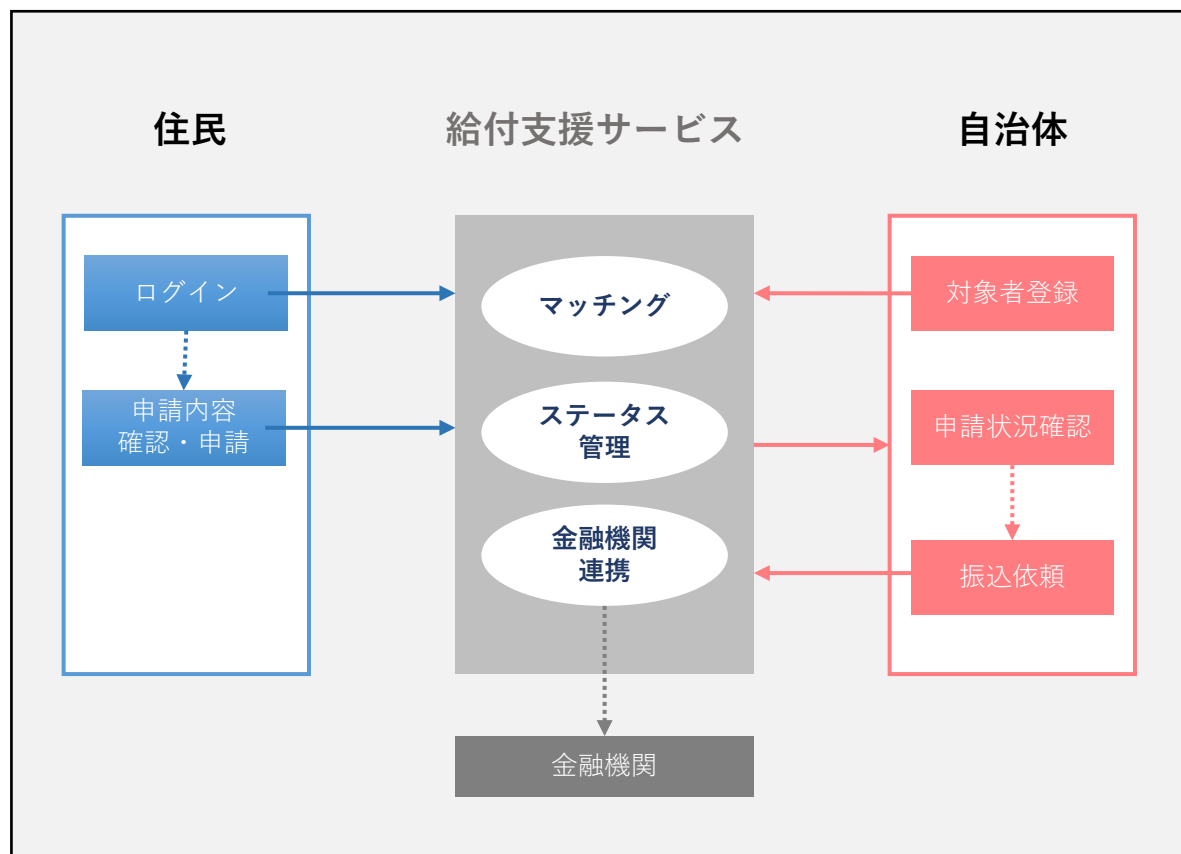 住民
給付支援サービス
自治体
ログイン
マッチング
対象者登録
申請内容
確認・申請
ステータス
管理
申請状況確認
金融機関
連携
振込依頼
金融機関